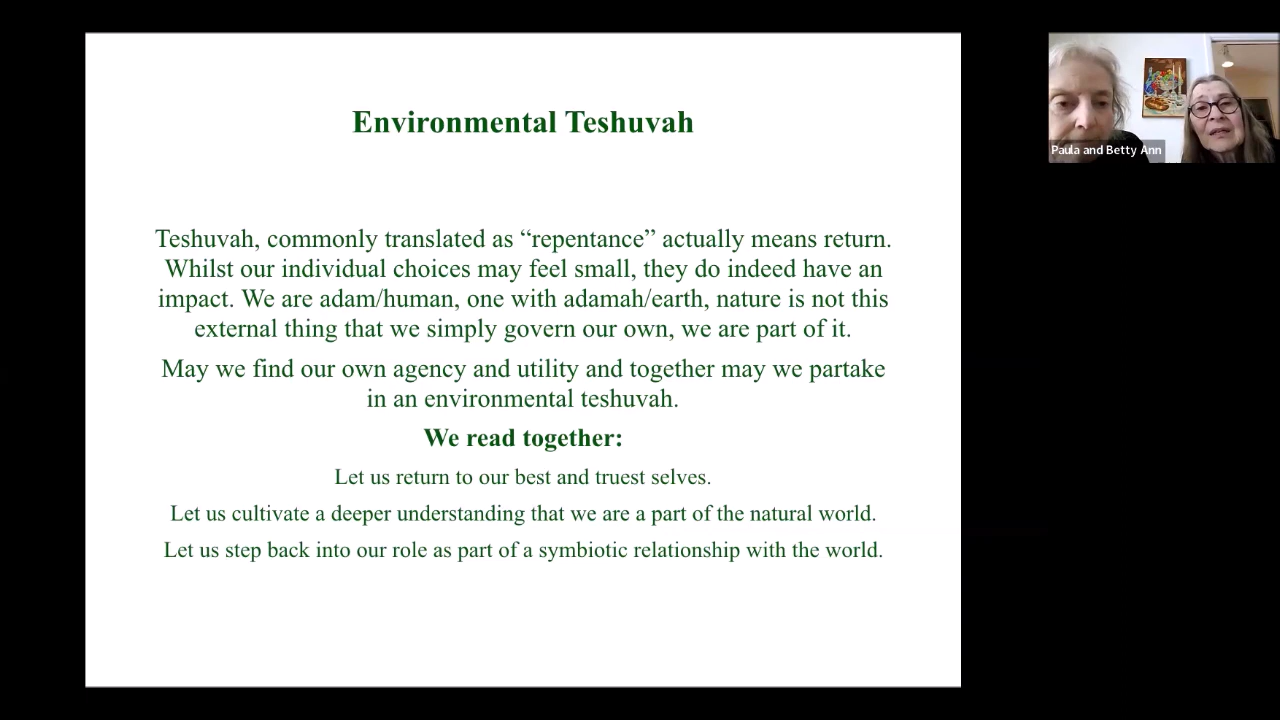 Environmental Teshuvah
Teshuvah, commonly translated as “repentance” actually means return.
Whilst our individual choices may feel small, they do indeed have an
impact. We are adam/human, one with adamah/earth, nature is not this
external thing that we simply govern our own, we are part of it.
May we find our own agency and utility and together may we partake
in an environmental teshuvah.
We read together:
Let us return to our best and truest selves.
Let us cultivate a deeper understanding that we are a part of the natural world.
Let us step back into our role as part of a symbiotic relationship with the world.
Paula and Betty Ann